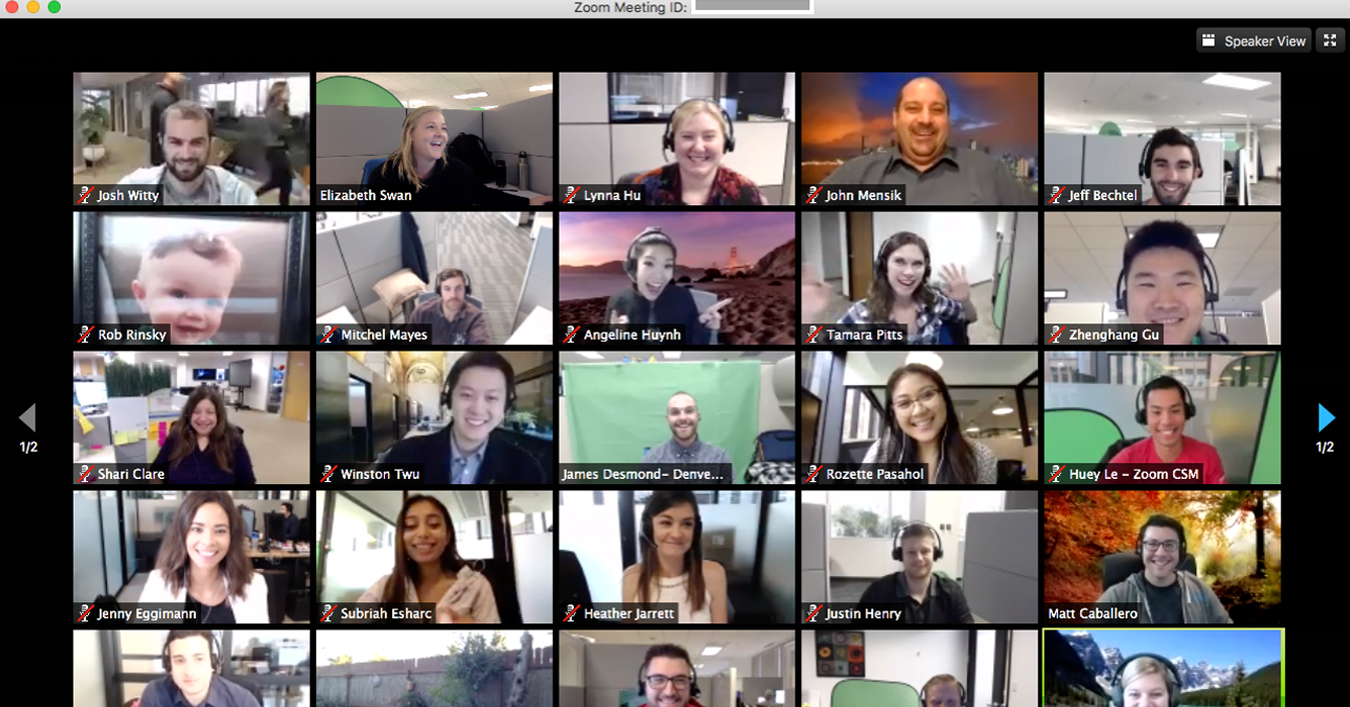 Zoom Meeting ID:
Speaker View
Josh Witty
Elizabeth Swan
Lynna Hu
John Mensik
Jeff Bechtel
Rob Rinsky
Mitchel Mayes
Angeline Huynh
Tamara Pitts
Zhenghang Gu
1/2
1/2
Shari Clare
Winston Twu
James Desmond- Denve...
Rozette Pasahol
Huey Le - Zoom CSM
Jenny Eggimann
Subriah Esharc
Heather Jarrett
Justin Henry
Matt Caballero